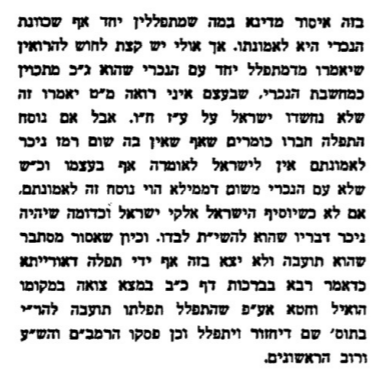 בזה איסור מדינא במה שמתפללין יחד אף שכוונת
הנכרי היא לאמונתו. אך אולי יש קצת לחוש להרואין
שיאמרו מדמתפלל יחד עם הנכרי שהוא ג״כ מתכוין
כמחשבת הנכרי, שבעצם איני רואה מ״ט יאמרו זה
שלא נחשדו ישראל על ע״ז ח״ו. אבל אם נוסח
התפלה חברו כומרים שאף שאין בה שום רמז ניכר
לאמונתם אין לישראל לאומרה אף בעצמו וכ״ש
שלא עם הנכרי משום דממילא הוי נוסח זה לאמונתם,
אם לא כשיוסיף הישראל אלקי ישראל וכדומה שיהיה
ניכר דבריו שהוא להשי״ת לבדו. וכיון שאסור מסתבר
שהוא תועבה ולא יצא בזה אף ידי תפלה דאורייתא
כדאמר רבא בברכות דף כ״ב במצא צואה במקומו
הואיל וחטא אע״פ שהתפלל תפלתו תועבה להר״י
בתוס׳ שם דיחזור ויתפלל וכן פסקו הרמב״ם והש״ע
ורוב הראשונים.